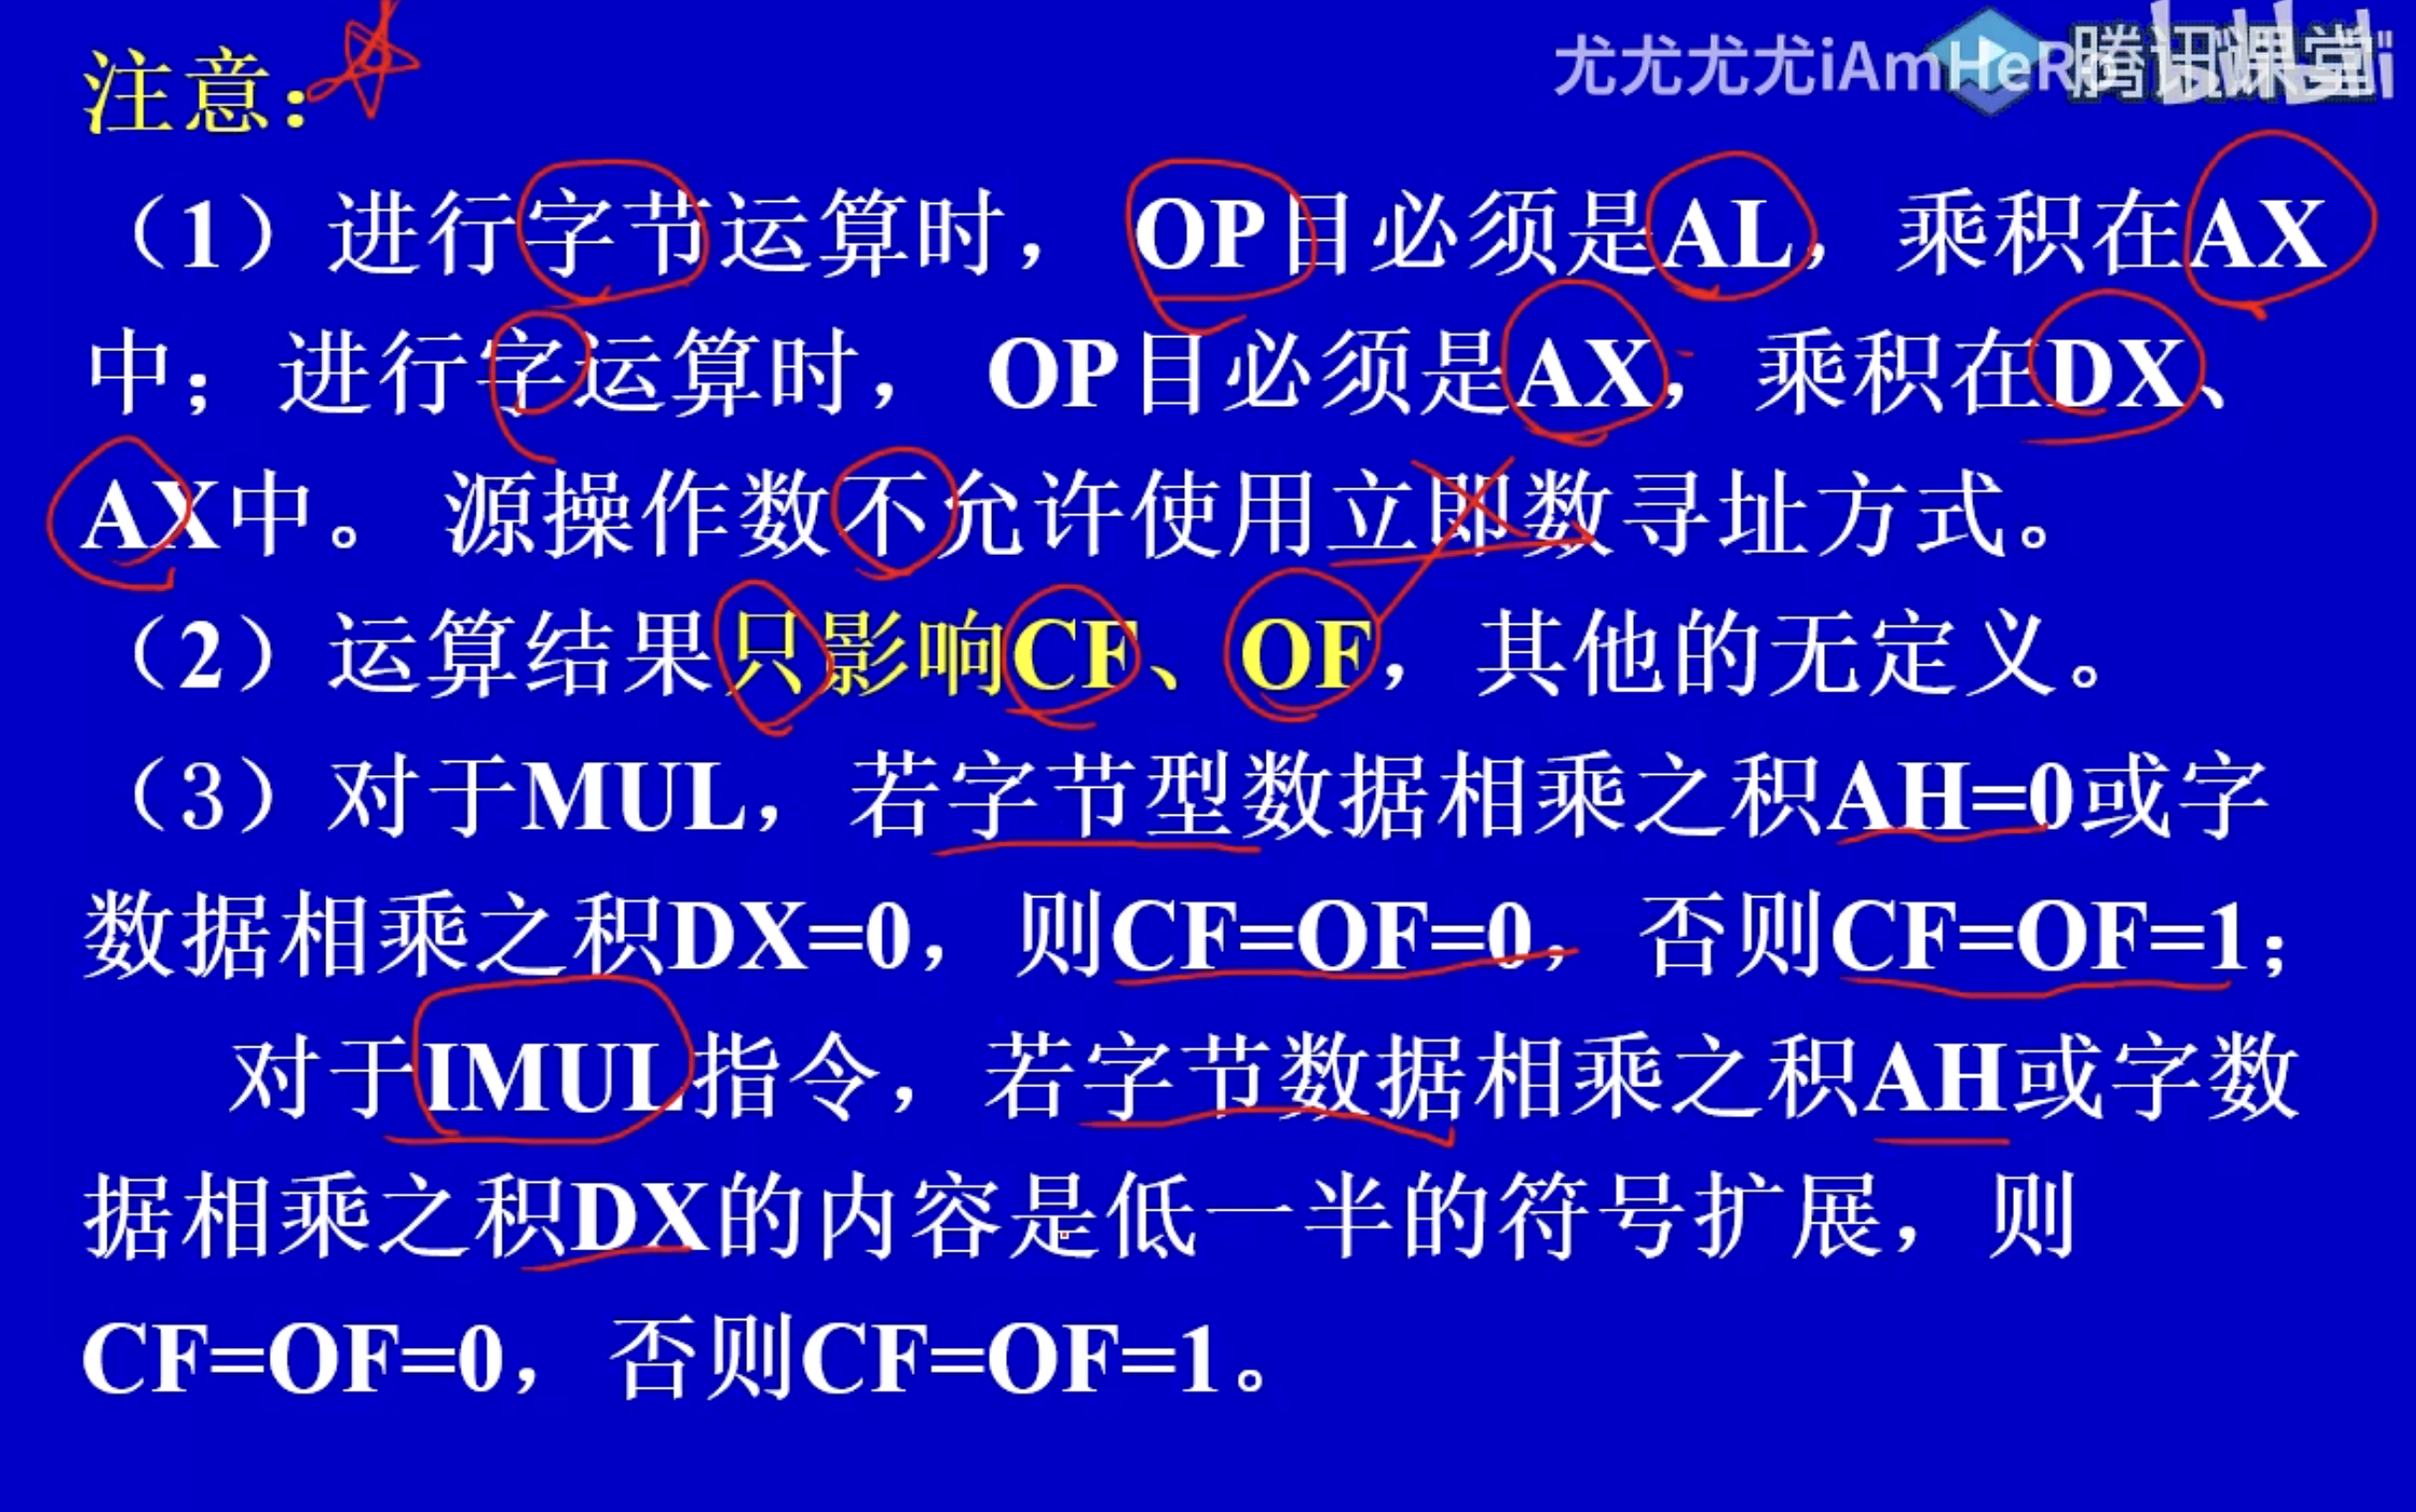 尤尤尤尤iAmHeR 腾讯课堂
注意：
（1）进行字节运算时，OP目必须是AL，乘积在AX
中；进行字运算时，OP目必须是AX，乘积在DX、
AX中。源操作数不允许使用立即数寻址方式。
（2）运算结果只影响CF、OF，其他的无定义。
（3）对于MUL，若字节型数据相乘之积AH=0或字
数据相乘之积DX=0，则CF=OF=0，否则CF=OF=1；
对于IMUL指令，若字节数据相乘之积AH或字数
据相乘之积DX的内容是低一半的符号扩展，则
CF=OF=0，否则CF=OF=1。